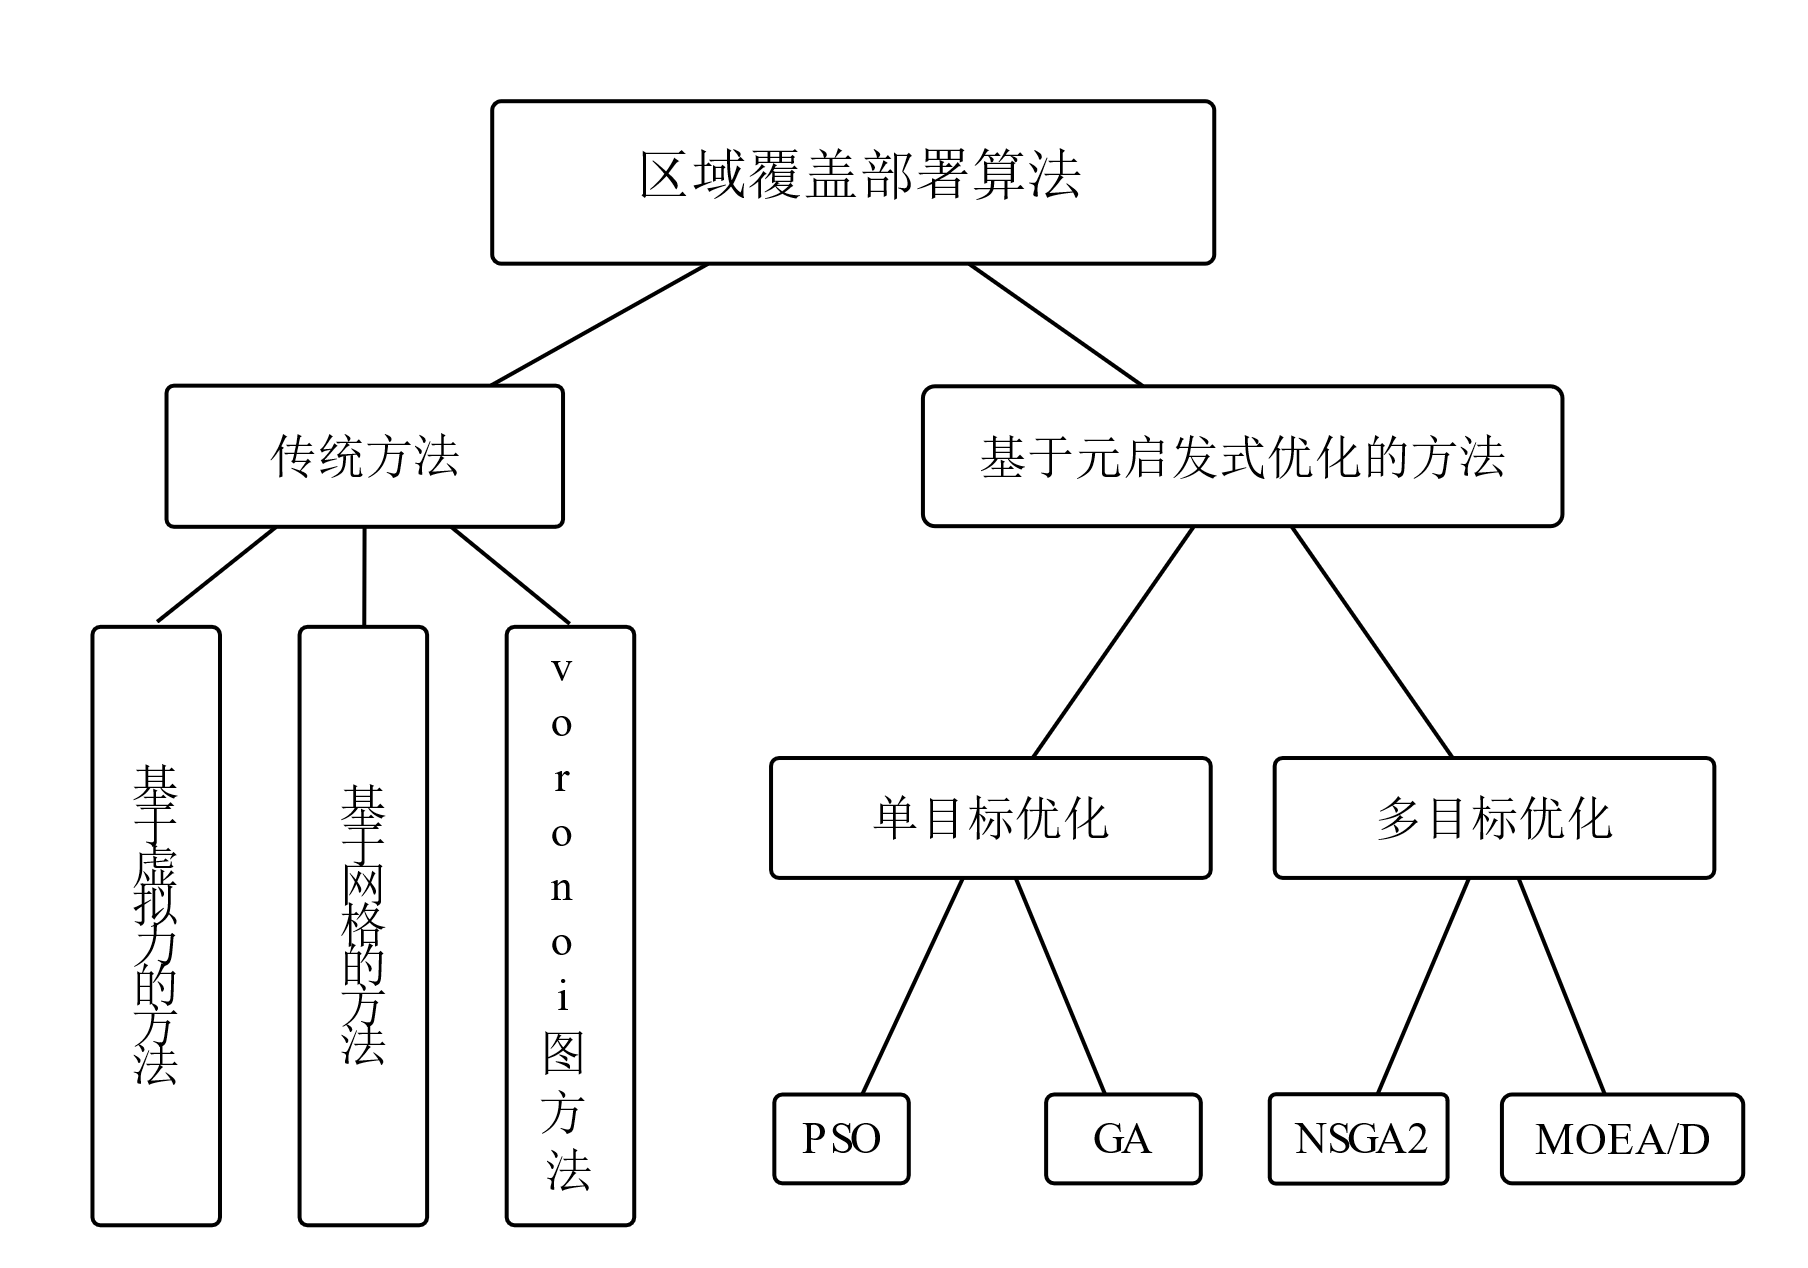 区域覆盖部署算法
传统方法
基于元启发式优化的方法
基于虚拟力的方法
基于网格的方法
voronoi图方法
单目标优化
多目标优化
PSO
GA
NSGA2
MOEA/D